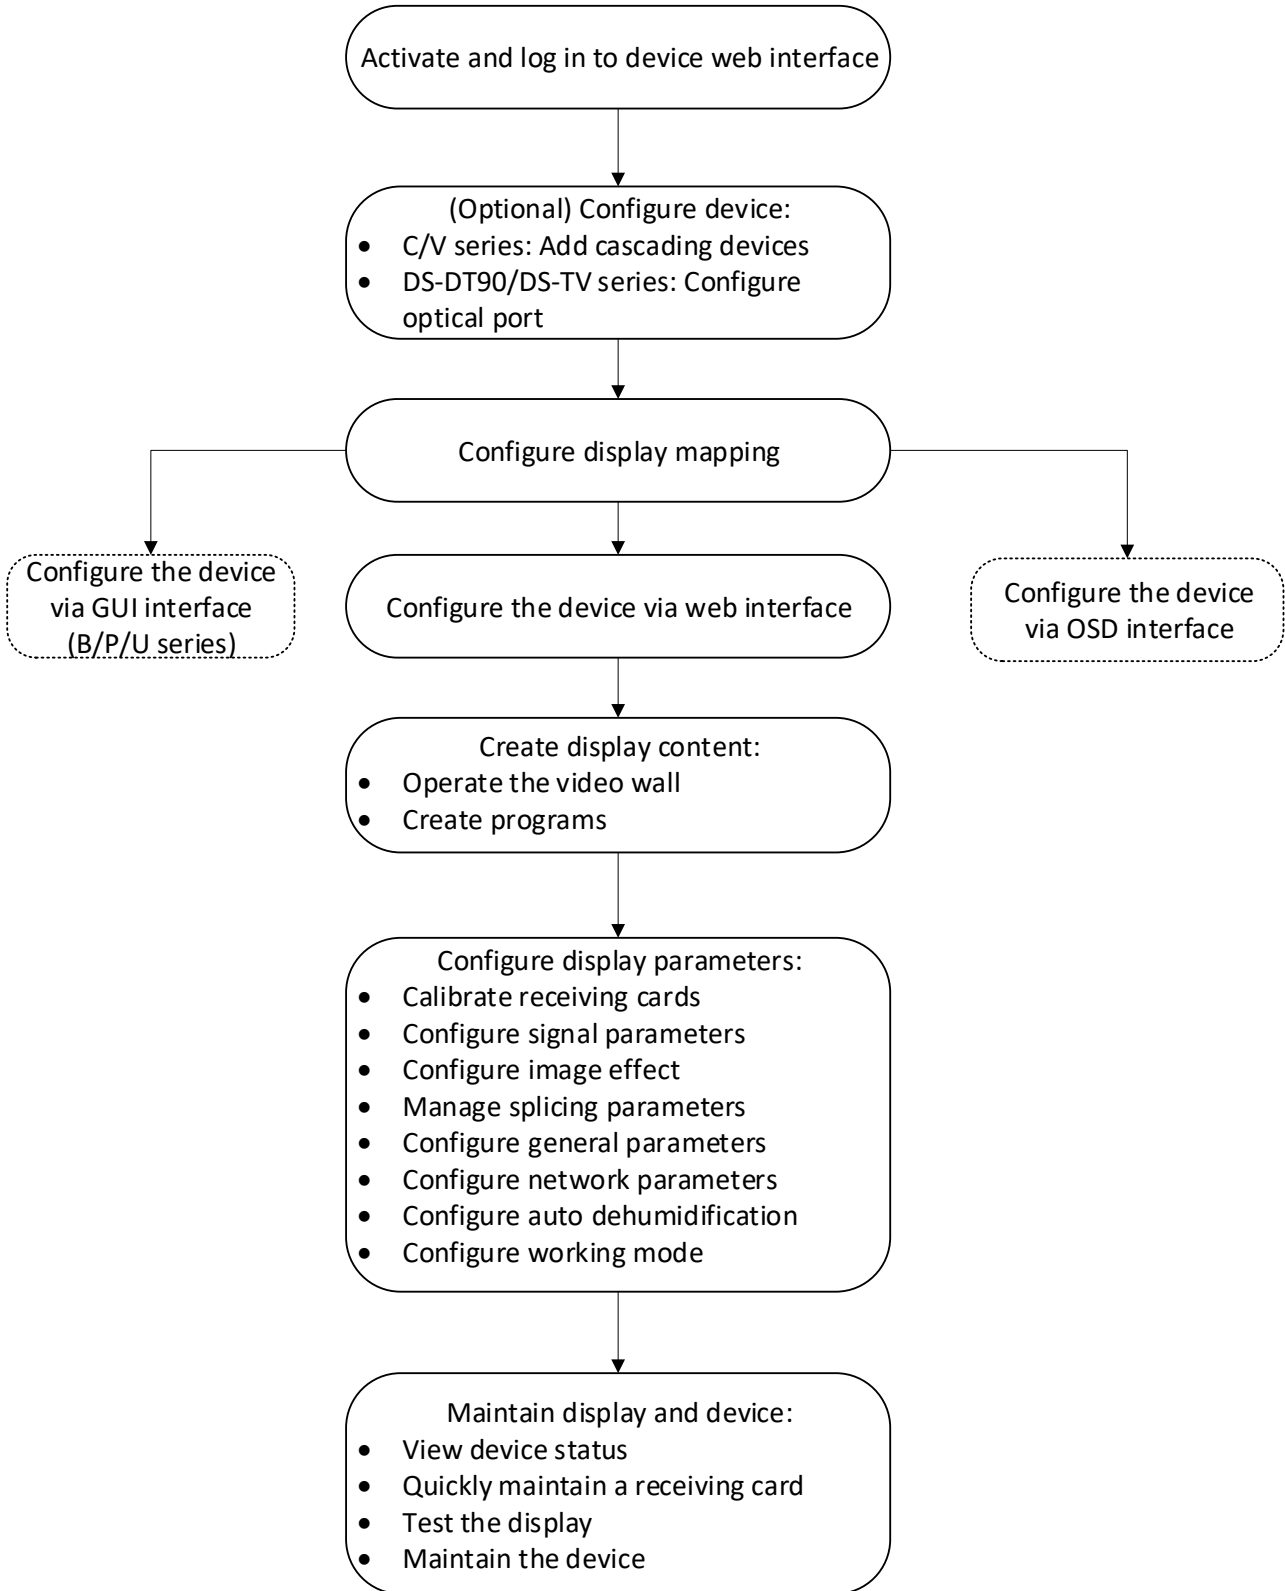 Activate and log in to device web interface
(Optional) Configure device:
• C/V series: Add cascading devices
• DS-DT90/DS-TV series: Configure
optical port
Configure display mapping
Configure the device
via GUI interface
(B/P/U series)
Configure the device via web interface
Configure the device
via OSD interface
Create display content:
• Operate the video wall
• Create programs
Configure display parameters:
• Calibrate receiving cards
• Configure signal parameters
• Configure image effect
• Manage splicing parameters
• Configure general parameters
• Configure network parameters
• Configure auto dehumidification
• Configure working mode
Maintain display and device:
• View device status
• Quickly maintain a receiving card
• Test the display
• Maintain the device